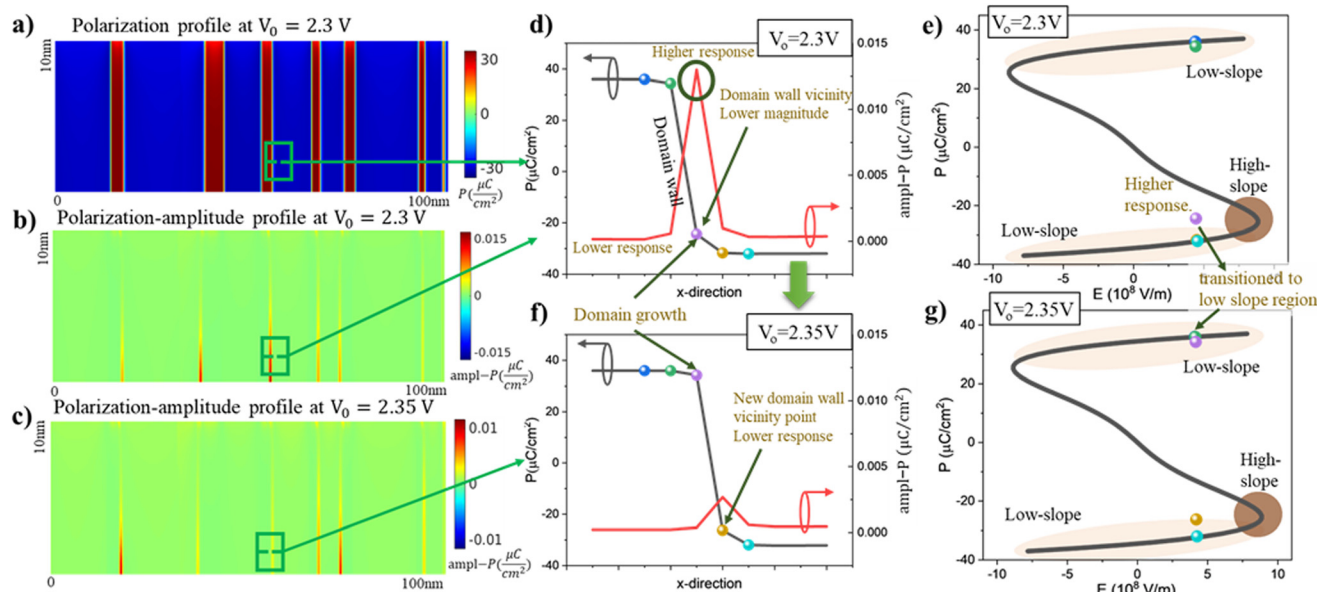 a)
Polarization profile at V₀ = 2.3 V
10nm
30
0
-30
P(μC/cm²)
0
100nm
b)
Polarization-amplitude profile at V₀ = 2.3 V
10nm
0.015
0
-0.015
ampl−P(μC/cm²)
0
100nm
c)
Polarization-amplitude profile at V₀ = 2.35 V
10nm
0.01
0
-0.01
ampl−P(μC/cm²)
0
100nm
d)
Vo=2.3V
Higher response
Domain wall vicinity
Lower magnitude
Domain wall
Lower response
P(μC/cm²)
40
20
0
-20
-40
ampl−P (μC/cm²)
0.015
0.010
0.005
0.000
x-direction
Domain growth
f)
Vo=2.35V
New domain wall
vicinity point
Lower response
P(μC/cm²)
40
20
0
-20
-40
ampl−P (μC/cm²)
0.015
0.010
0.005
0.000
x-direction
e)
Vo=2.3V
Low-slope
High-
slope
Higher
response
Low-slope
P (μC/cm²)
40
20
0
-20
-40
-10
-5
0
5
E (10⁸ V/m)
transitioned to
low slope region
g)
Vo=2.35V
Low-slope
High-
slope
Low-slope
P (μC/cm²)
40
20
0
-20
-40
-10
-5
0
5
10
E (10⁸ V/m)